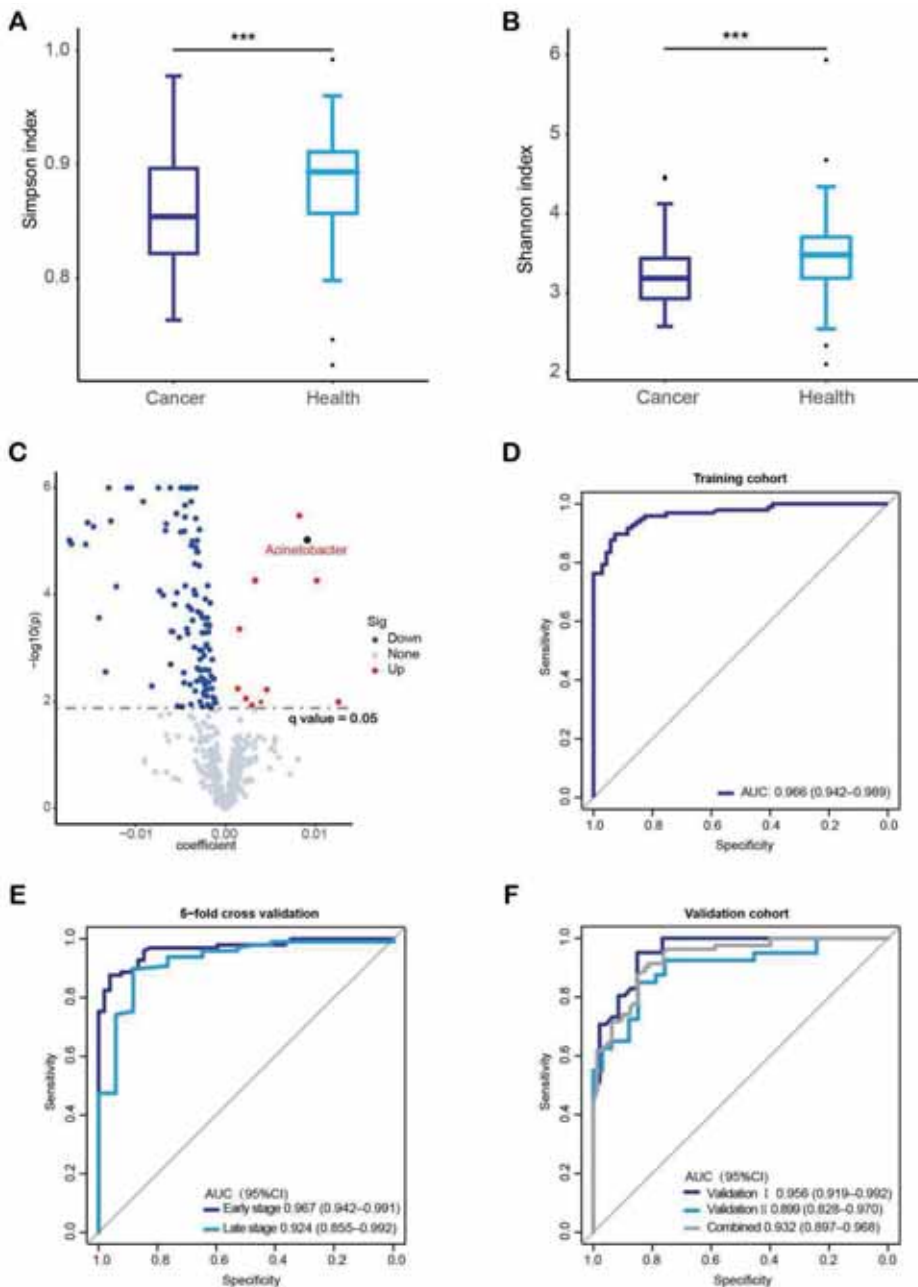 A
***
1.0
0.9
0.8
Simpson index
Cancer Health
B
***
6
5
4
3
2
Shannon index
Cancer Health
C
6
4
2
0
−log10(p)
Acinetobacter
Sig
Down
None
Up
q value = 0.05
−0.01 0.00 0.01
coefficient
D
Training cohort
1.0
0.8
0.6
0.4
0.2
0.0
Sensitivity
AUC 0.966 (0.942−0.989)
1.0 0.8 0.6 0.4 0.2 0.0
Specificity
E
5−fold cross validation
1.0
0.8
0.6
0.4
0.2
0.0
Sensitivity
AUC (95%CI)
Early stage 0.967 (0.942−0.991)
Late stage 0.924 (0.855−0.992)
1.0 0.8 0.6 0.4 0.2 0.0
Specificity
F
Validation cohort
1.0
0.8
0.6
0.4
0.2
0.0
Sensitivity
AUC (95%CI)
Validation Ⅰ 0.956 (0.919−0.992)
Validation Ⅱ 0.899 (0.828−0.970)
Combined 0.932 (0.897−0.968)
1.0 0.8 0.6 0.4 0.2 0.0
Specificity